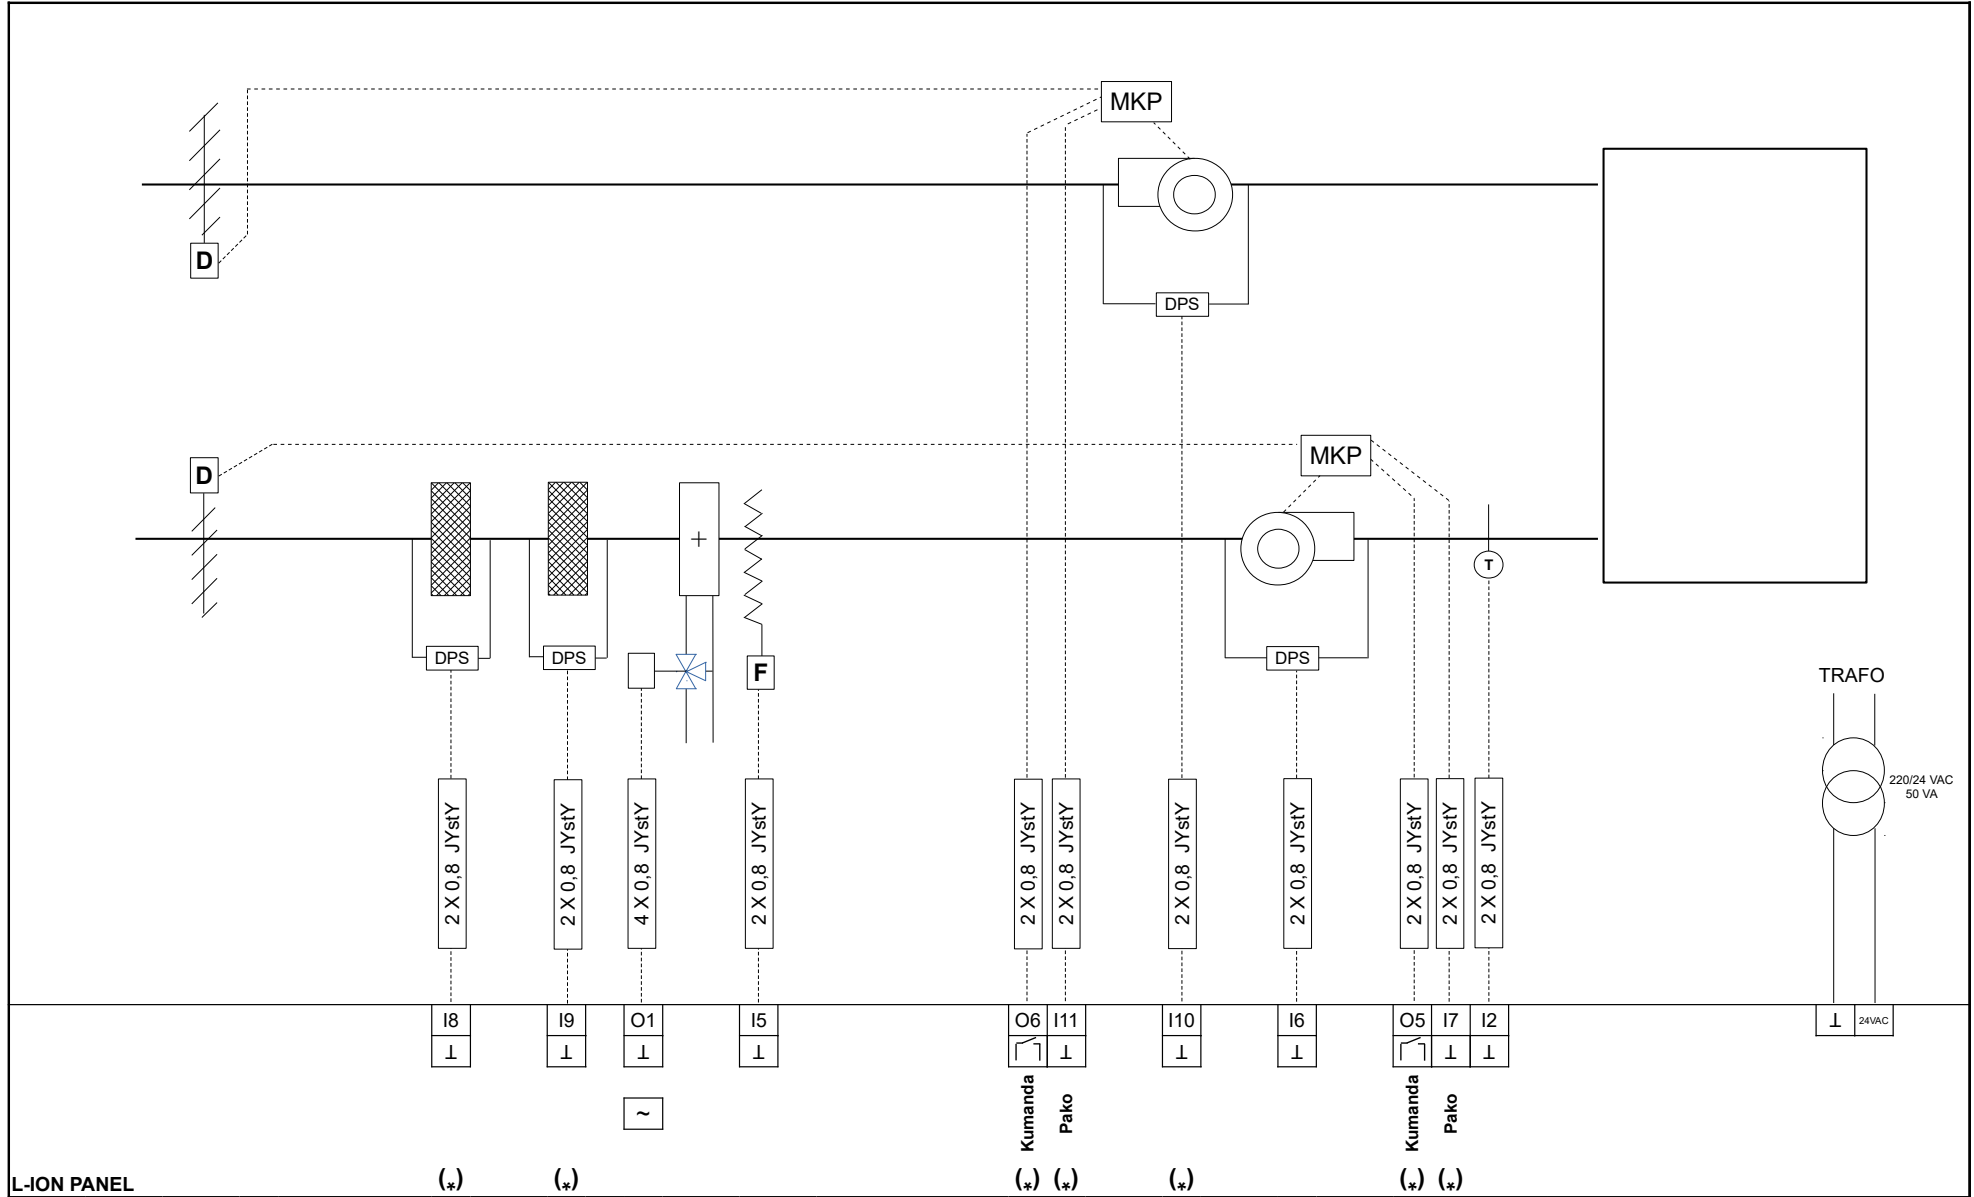 MKP
D
DPS
MKP
D
+
T
DPS
DPS
F
DPS
TRAFO
220/24 VAC
50 VA
2 X 0,8 JYstY
2 X 0,8 JYstY
4 X 0,8 JYstY
2 X 0,8 JYstY
2 X 0,8 JYstY
2 X 0,8 JYstY
2 X 0,8 JYstY
2 X 0,8 JYstY
2 X 0,8 JYstY
2 X 0,8 JYstY
2 X 0,8 JYstY
I8 I9 O1 I5 O6 I11 I10 I6 O5 I7 I2 ⊥ 24VAC
⊥ ⊥ ⊥ ⊥ ⊥ ⊥ ⊥ ⊥ ⊥
~
Kumanda
Pako
Kumanda
Pako
L-ION PANEL (*) (*) (*) (*) (*) (*) (*)